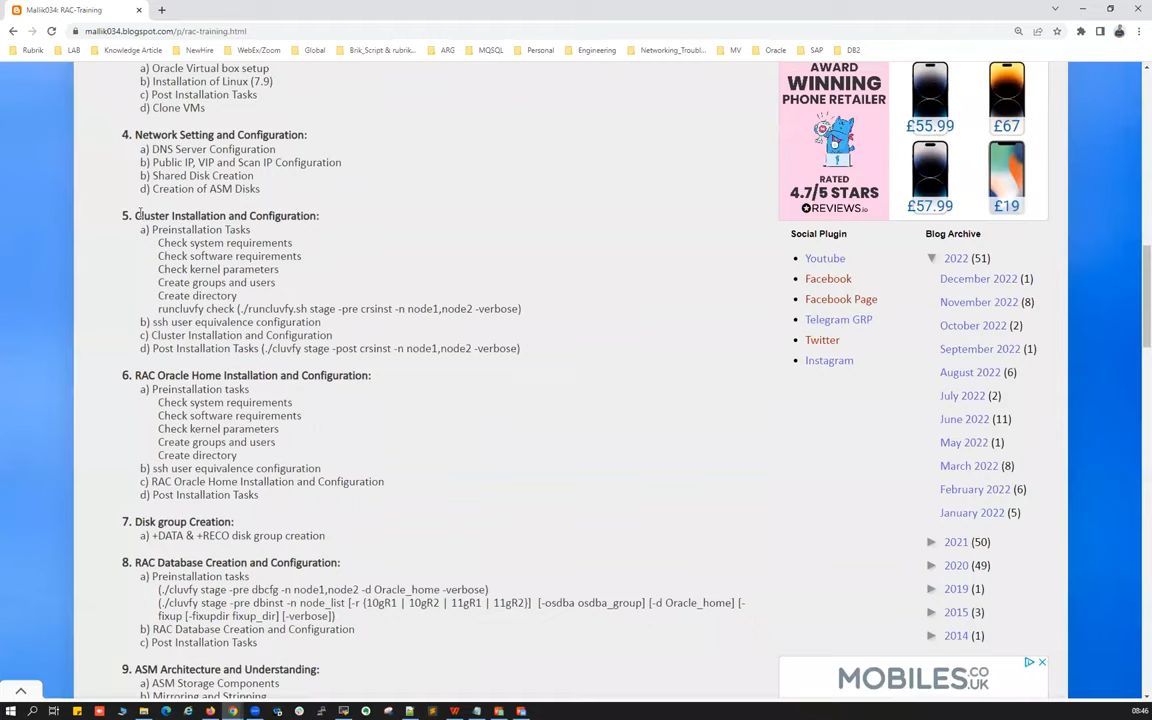 Mallik034: RAC-Training
mallik034.blogspot.com/p/rac-training.html
Rubrik
LAB
Knowledge Article
NewHire
WebEx/Zoom
Global
Brik_Script & rubrik...
ARG
MQSQL
Personal
Engineering
Networking_Troubl...
MV
Oracle
SAP
DB2
a) Oracle Virtual box setup
b) Installation of Linux (7.9)
c) Post Installation Tasks
d) Clone VMs
4. Network Setting and Configuration:
a) DNS Server Configuration
b) Public IP, VIP and Scan IP Configuration
b) Shared Disk Creation
d) Creation of ASM Disks
5. Cluster Installation and Configuration:
a) Preinstallation Tasks
Check system requirements
Check software requirements
Check kernel parameters
Create groups and users
Create directory
runcluvfy check (./runcluvfy.sh stage -pre crsinst -n node1,node2 -verbose)
b) ssh user equivalence configuration
c) Cluster Installation and Configuration
d) Post Installation Tasks (./cluvfy stage -post crsinst -n node1,node2 -verbose)
6. RAC Oracle Home Installation and Configuration:
a) Preinstallation tasks
Check system requirements
Check software requirements
Check kernel parameters
Create groups and users
Create directory
b) ssh user equivalence configuration
c) RAC Oracle Home Installation and Configuration
d) Post Installation Tasks
7. Disk group Creation:
a) +DATA & +RECO disk group creation
8. RAC Database Creation and Configuration:
a) Preinstallation tasks
(./cluvfy stage -pre dbcfg -n node1,node2 -d Oracle_home -verbose)
(./cluvfy stage -pre dbinst -n node_list [-r {10gR1 | 10gR2 | 11gR1 | 11gR2}] [-osdba osdba_group] [-d Oracle_home] [-
fixup [-fixupdir fixup_dir] [-verbose])
b) RAC Database Creation and Configuration
c) Post Installation Tasks
9. ASM Architecture and Understanding:
a) ASM Storage Components
b) Mirroring and Stripping
AWARD
WINNING
PHONE RETAILER
RATED
4.7/5 STARS
REVIEWS.io
£55.99
£67
£57.99
£19
Social Plugin
Youtube
Facebook
Facebook Page
Telegram GRP
Twitter
Instagram
Blog Archive
▼ 2022 (51)
December 2022 (1)
November 2022 (8)
October 2022 (2)
September 2022 (1)
August 2022 (6)
July 2022 (2)
June 2022 (11)
May 2022 (1)
March 2022 (8)
February 2022 (6)
January 2022 (5)
► 2021 (50)
► 2020 (49)
► 2019 (1)
► 2015 (3)
► 2014 (1)
MOBILES.CO
.UK
08:46